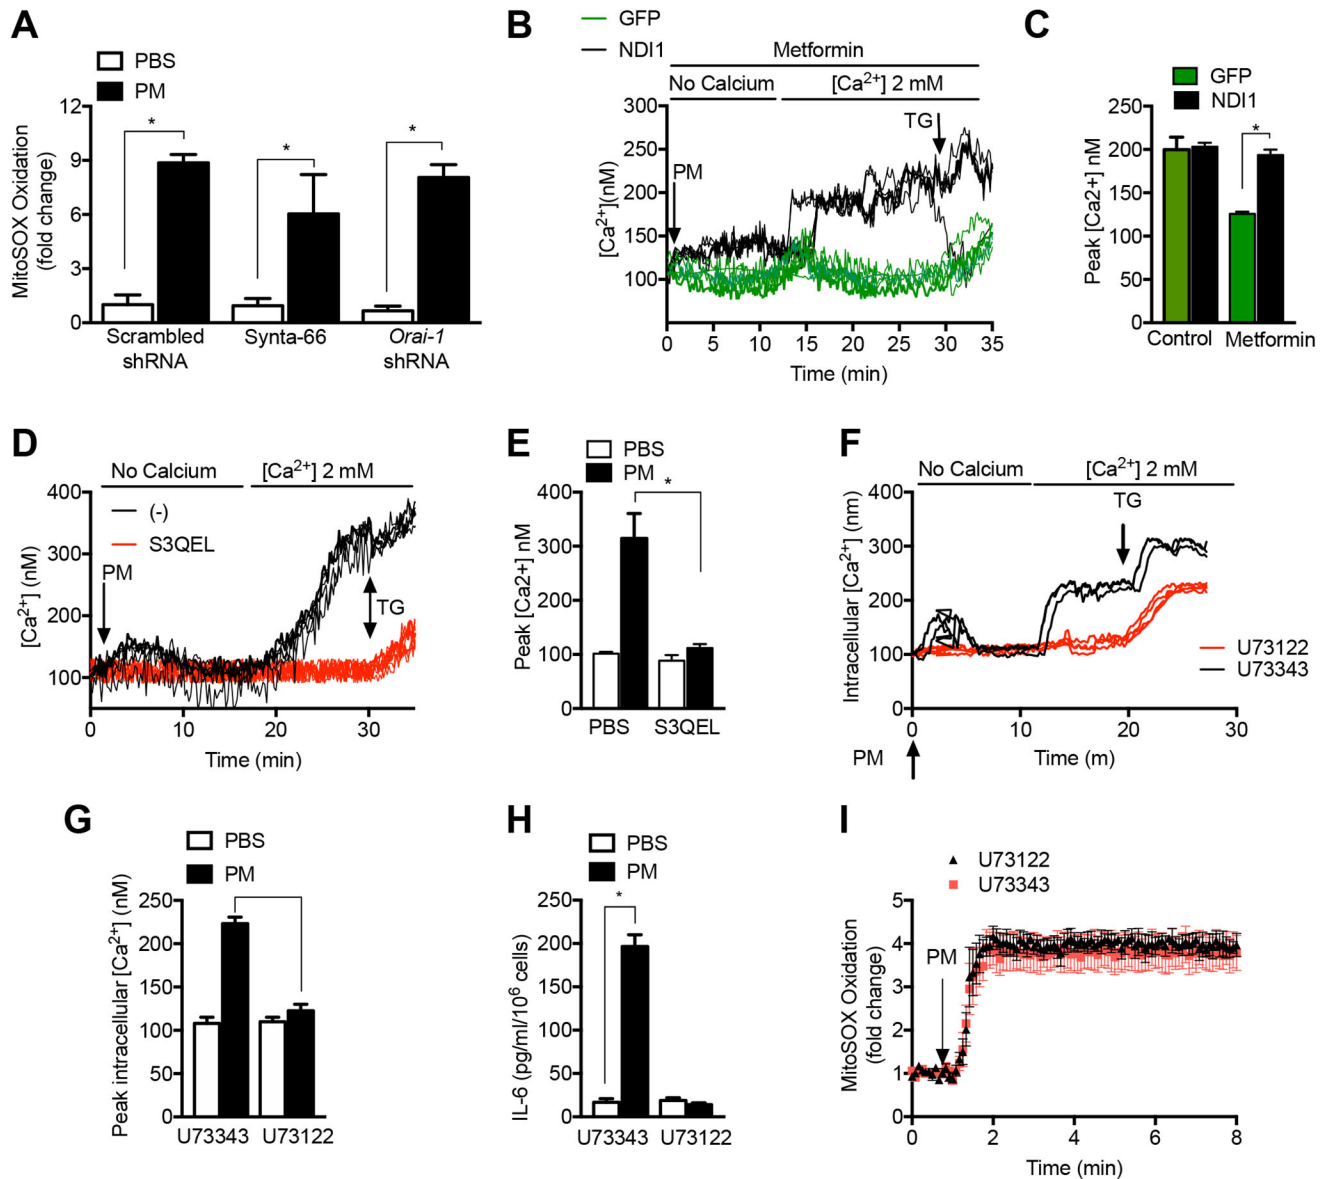 A
PBS
PM
MitoSOX Oxidation
(fold change)
12
9
6
3
0
*
*
*
Scrambled
shRNA
Synta-66
Orai-1
shRNA
B
GFP
NDI1
Metformin
No Calcium
[Ca²⁺] 2 mM
[Ca²⁺](nM)
300
250
200
150
100
50
PM
TG
0
5
10
15
20
25
30
35
Time (min)
C
GFP
NDI1
Peak [Ca2+] nM
250
200
150
100
50
0
*
Control
Metformin
D
No Calcium
[Ca²⁺] 2 mM
[Ca²⁺] (nM)
400
300
200
100
(-)
S3QEL
PM
TG
0
10
20
30
Time (min)
E
PBS
PM
Peak [Ca2+] nM
400
300
200
100
0
*
PBS
S3QEL
F
No Calcium
[Ca²⁺] 2 mM
TG
Intracellular [Ca²⁺] (nm)
400
300
200
100
0
U73122
U73343
0
10
20
30
PM
Time (m)
G
PBS
PM
Peak intracellular [Ca²⁺] (nM)
250
200
150
100
50
0
U73343
U73122
H
PBS
PM
IL-6 (pg/ml/10⁶ cells)
250
200
150
100
50
0
*
U73343
U73122
I
U73122
U73343
MitoSOX Oxidation
(fold change)
5
4
3
2
1
0
PM
0
2
4
6
8
Time (min)